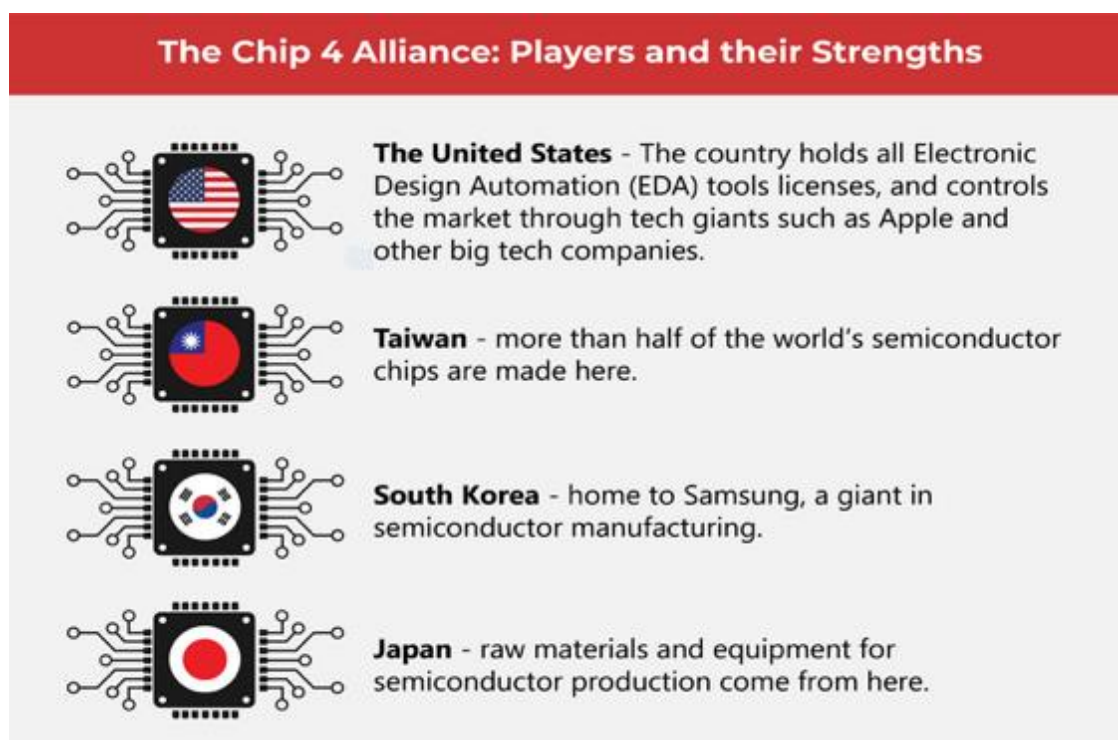 The Chip 4 Alliance: Players and their Strengths
The United States - The country holds all Electronic
Design Automation (EDA) tools licenses, and controls
the market through tech giants such as Apple and
other big tech companies.
Taiwan - more than half of the world's semiconductor
chips are made here.
South Korea - home to Samsung, a giant in
semiconductor manufacturing.
Japan - raw materials and equipment for
semiconductor production come from here.